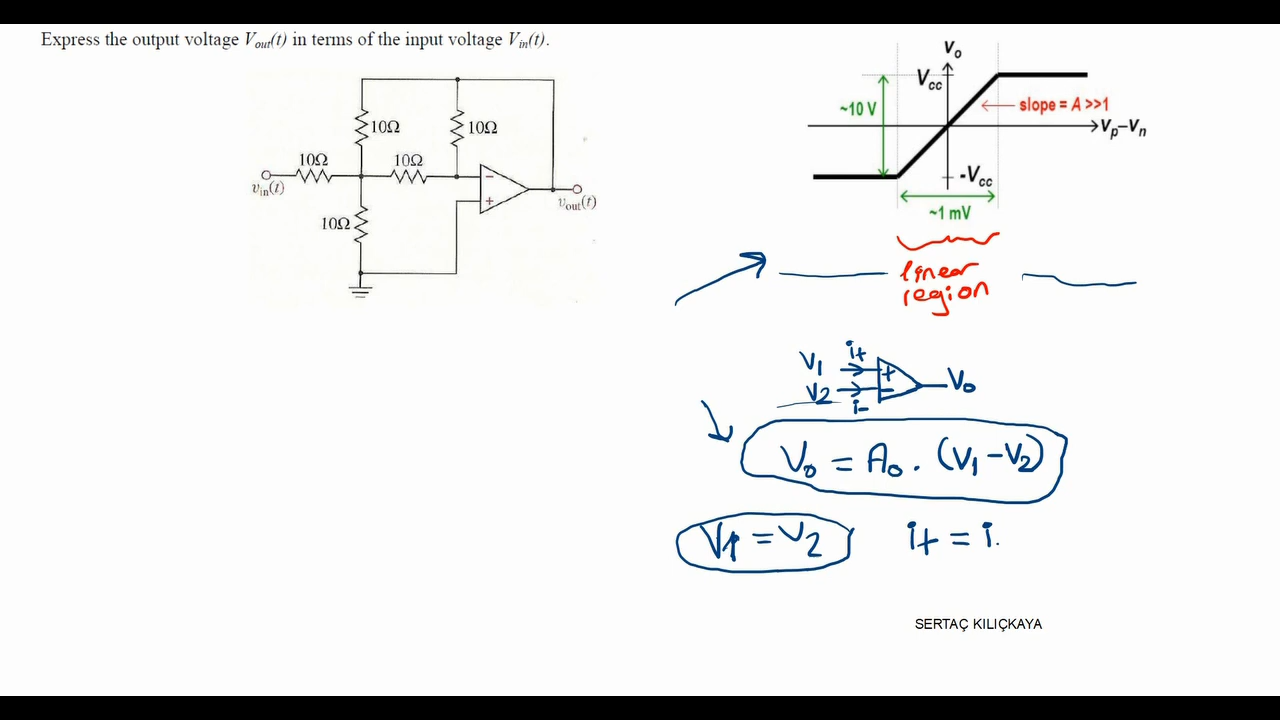 Express the output voltage Vout(t) in terms of the input voltage Vin(t).
10Ω
10Ω
10Ω
10Ω
vin(t)
10Ω
vout(t)
−
+
Vo
Vcc
~10 V
slope = A >>1
Vp–Vn
-Vcc
~1 mV
linear
region
V1
i+
V2
i-
+
−
Vo
Vo = Ao . (V1 - V2)
V1 = V2
i+ = i.
SERTAÇ KILIÇKAYA